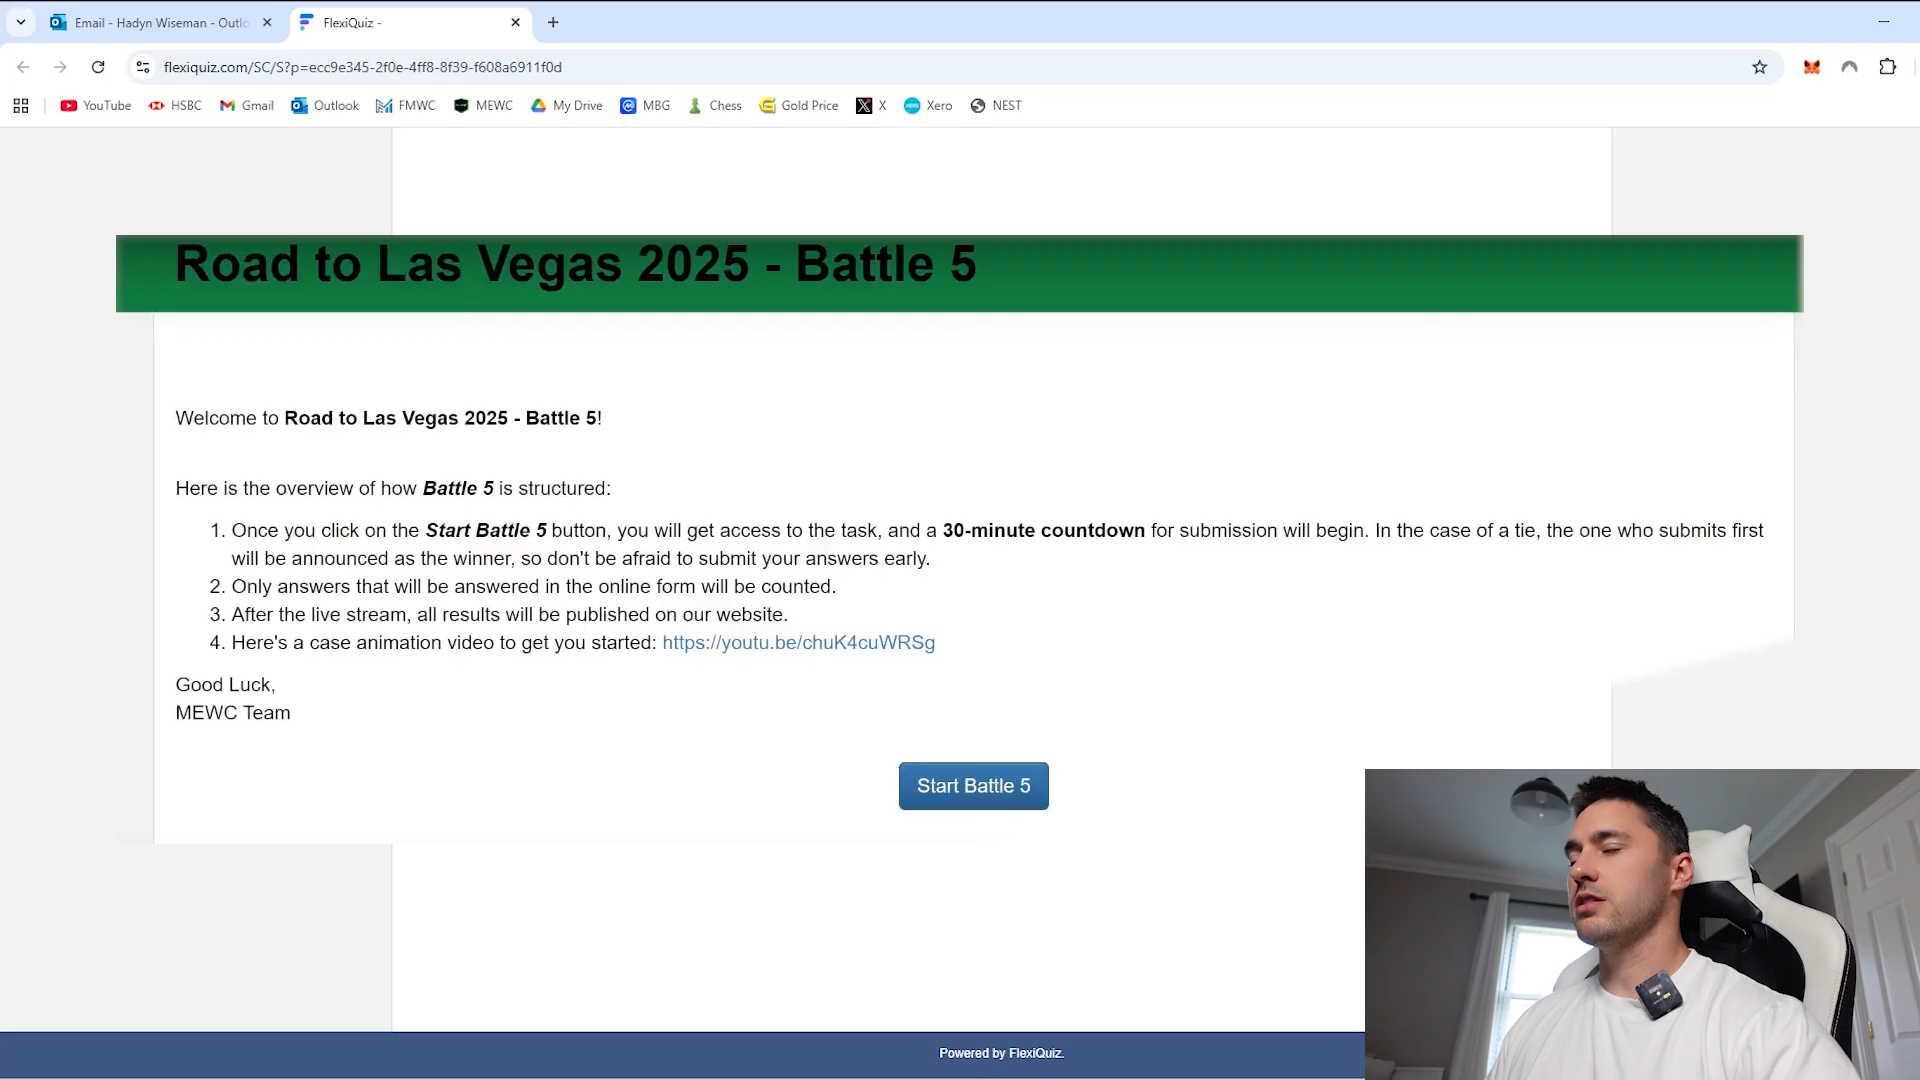 Email - Hadyn Wiseman - Outlo
FlexiQuiz -
flexiquiz.com/SC/S?p=ecc9e345-2f0e-4ff8-8f39-f608a6911f0d
YouTube HSBC Gmail Outlook FMWC MEWC My Drive MBG Chess Gold Price X Xero NEST
Road to Las Vegas 2025 - Battle 5
Welcome to Road to Las Vegas 2025 - Battle 5!
Here is the overview of how Battle 5 is structured:
1. Once you click on the Start Battle 5 button, you will get access to the task, and a 30-minute countdown for submission will begin. In the case of a tie, the one who submits first
will be announced as the winner, so don't be afraid to submit your answers early.
2. Only answers that will be answered in the online form will be counted.
3. After the live stream, all results will be published on our website.
4. Here's a case animation video to get you started: https://youtu.be/chuK4cuWRSg
Good Luck,
MEWC Team
Start Battle 5
Powered by FlexiQuiz.